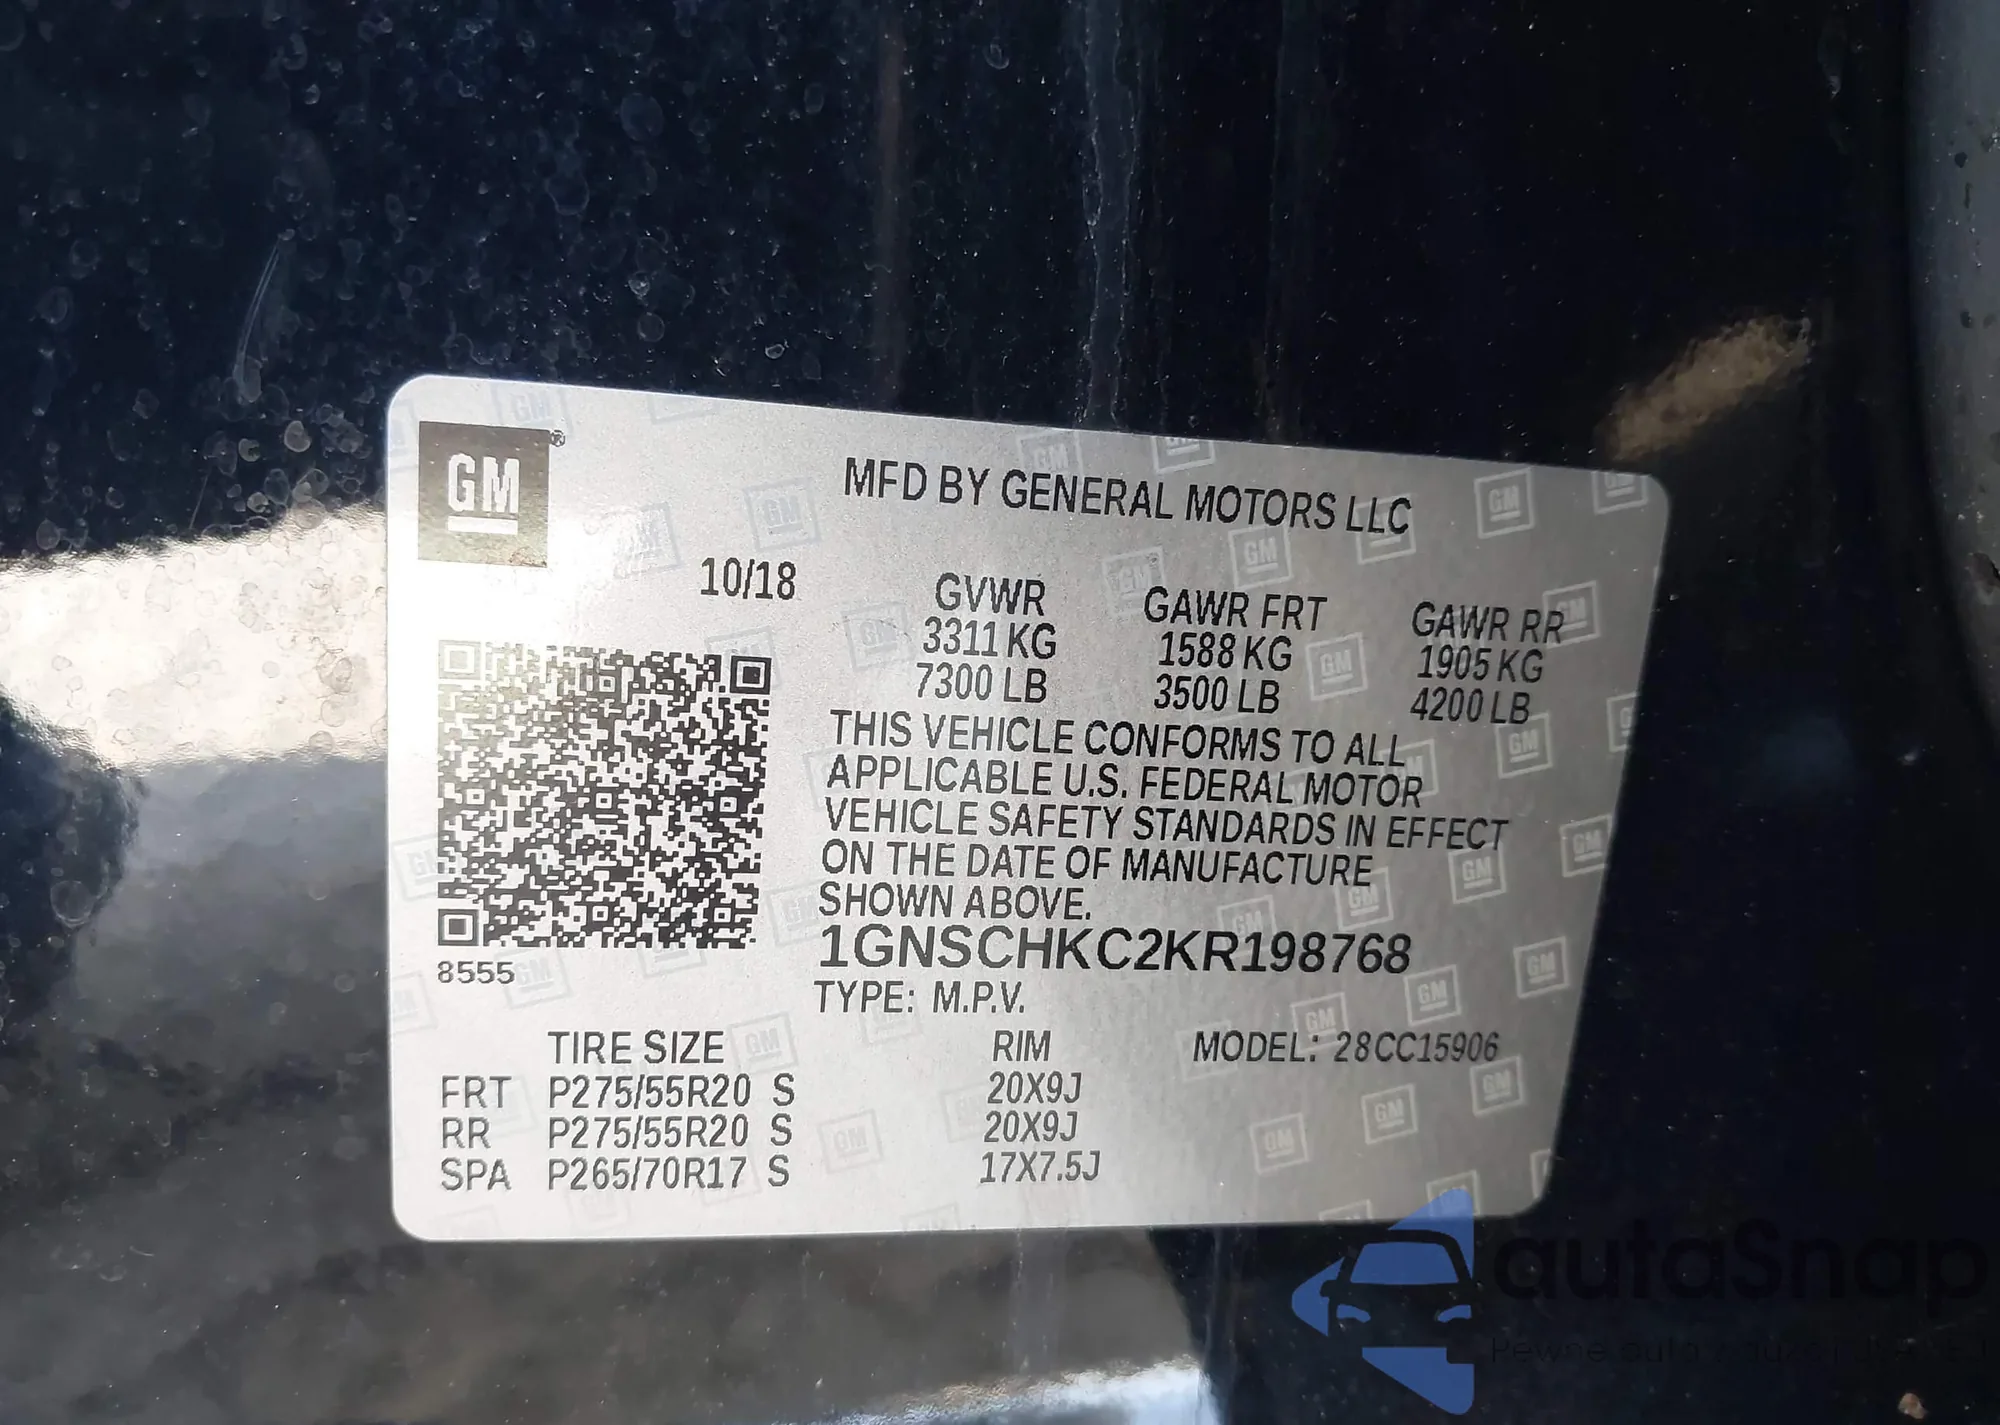 GM®
MFD BY GENERAL MOTORS LLC
10/18
GVWR GAWR FRT GAWR RR
3311 KG 1588 KG 1905 KG
7300 LB 3500 LB 4200 LB
THIS VEHICLE CONFORMS TO ALL
APPLICABLE U.S. FEDERAL MOTOR
VEHICLE SAFETY STANDARDS IN EFFECT
ON THE DATE OF MANUFACTURE
SHOWN ABOVE.
1GNSCHKC2KR198768
8555
TYPE: M.P.V.
TIRE SIZE RIM MODEL: 28CC15906
FRT P275/55R20 S 20X9J
RR P275/55R20 S 20X9J
SPA P265/70R17 S 17X7.5J
autaSnap
Pewne auta z